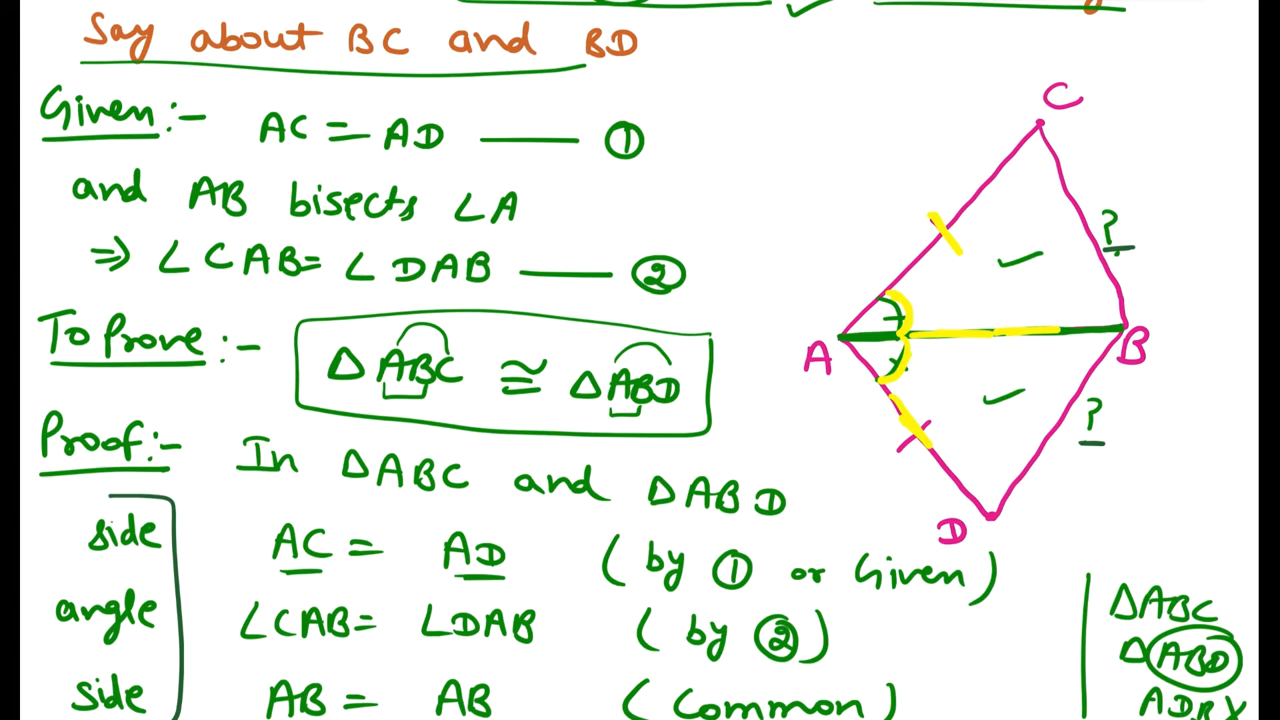 Say about BC and BD
Given:- AC = AD —— ①
and AB bisects ∠A
⇒ ∠CAB = ∠DAB —— ②
To Prove:- ΔABC ≅ ΔABD
Proof:- In ΔABC and ΔABD
side AC = AD (by ① or Given)
angle ∠CAB = ∠DAB (by ②)
side AB = AB (Common)
C
?
A
B
?
D
ΔABC
ΔABD